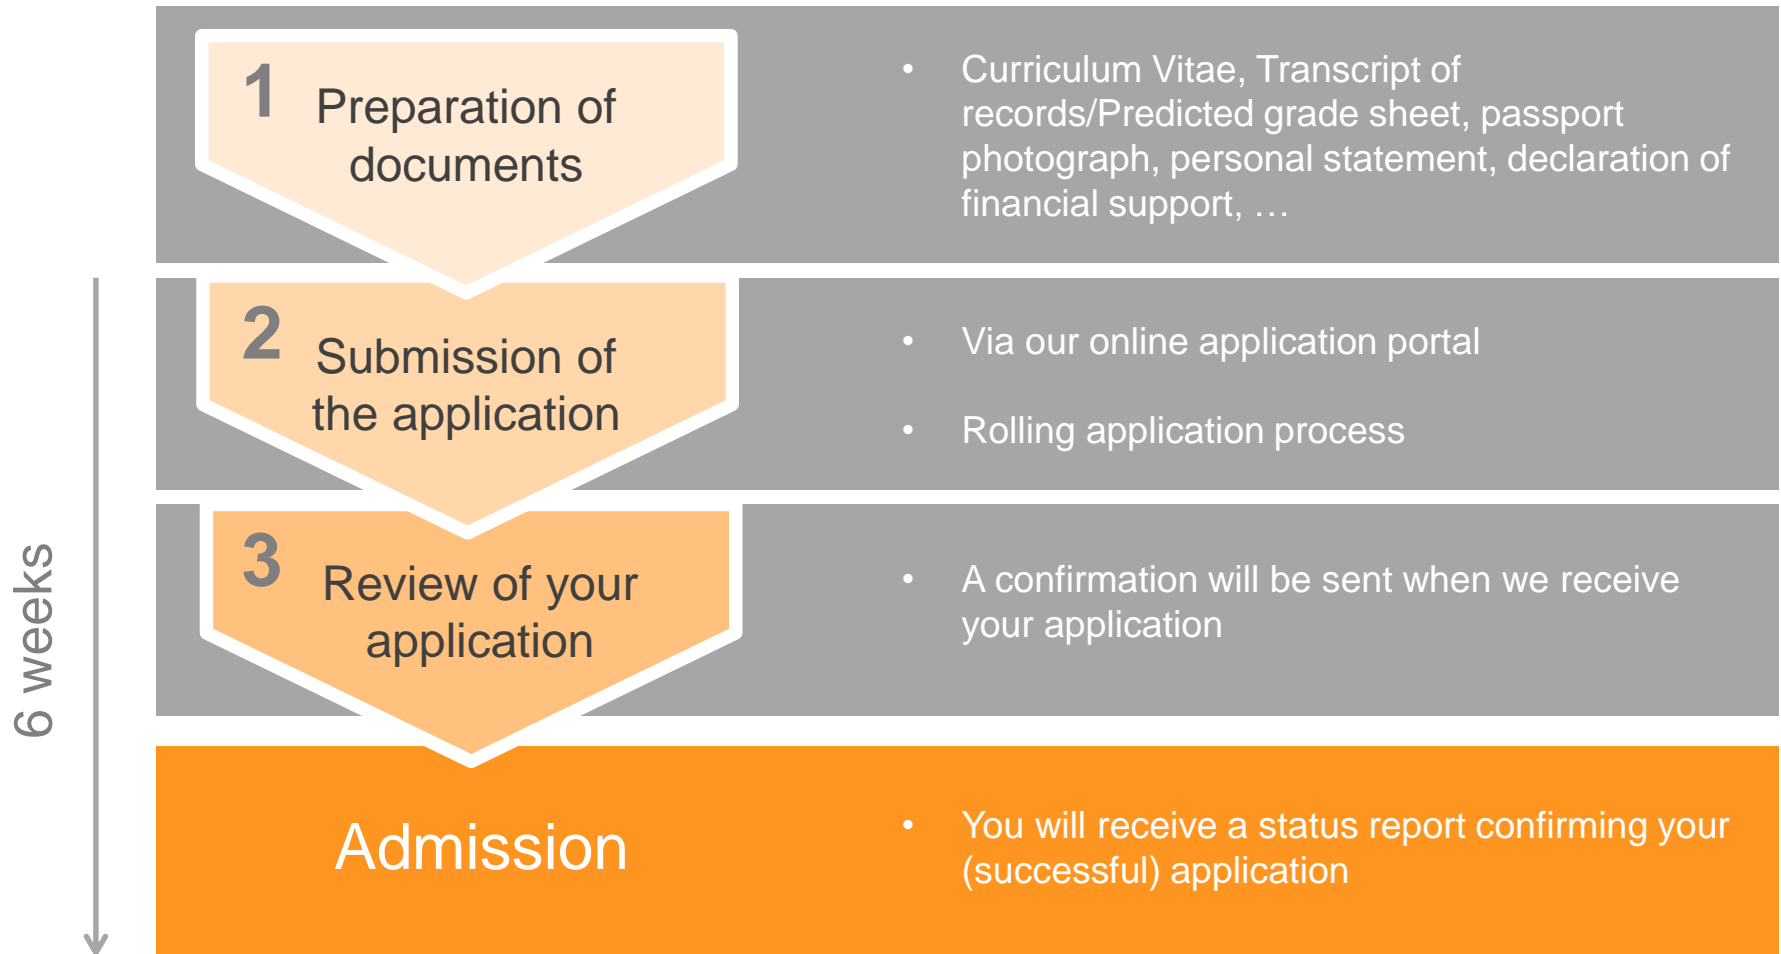 1
Preparation of
documents
• Curriculum Vitae, Transcript of
records/Predicted grade sheet, passport
photograph, personal statement, declaration of
financial support, …
2
Submission of
the application
• Via our online application portal
• Rolling application process
3
Review of your
application
• A confirmation will be sent when we receive
your application
6 weeks
Admission
• You will receive a status report confirming your
(successful) application